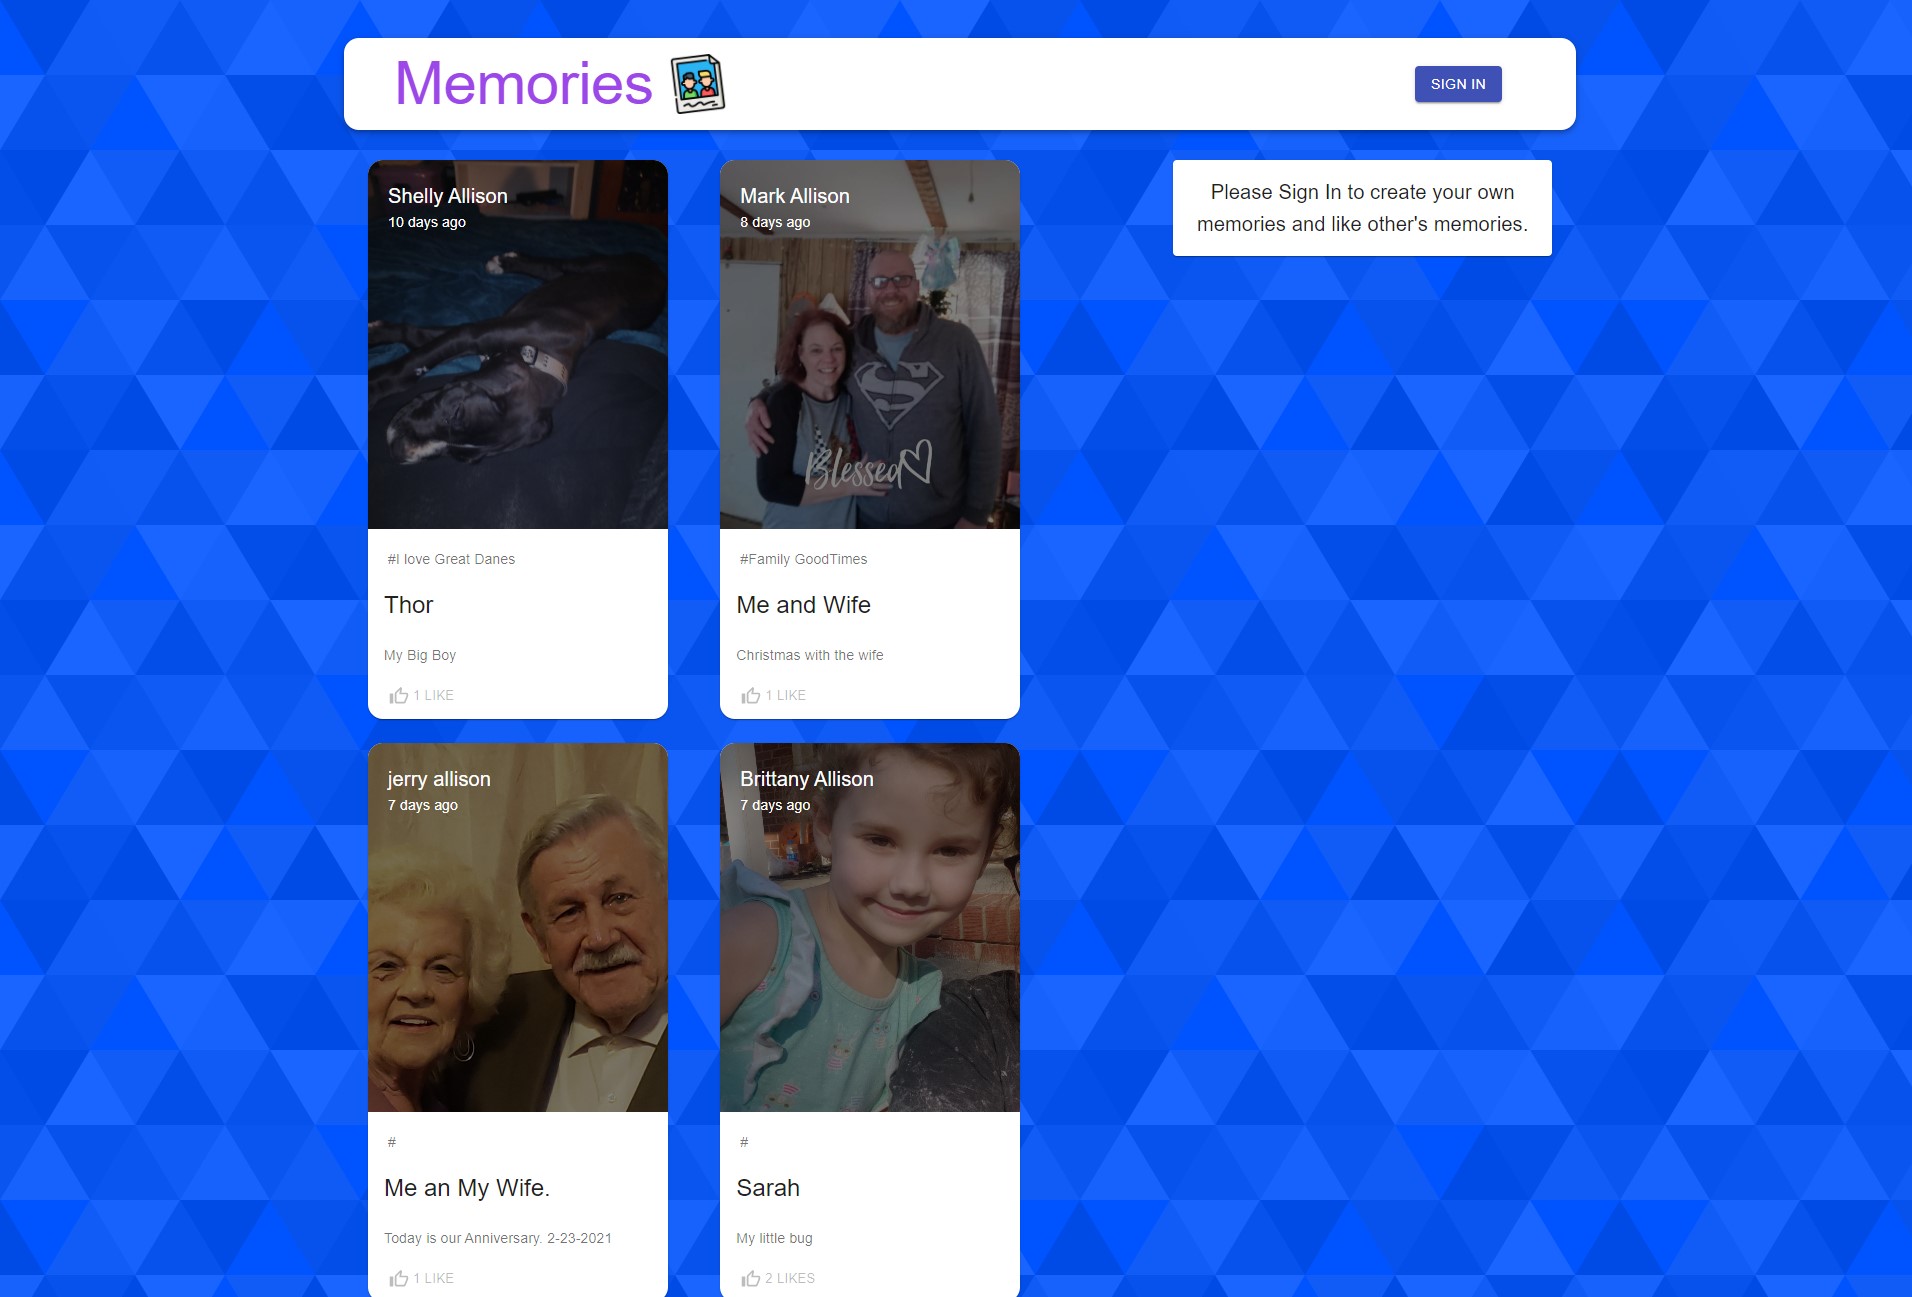 Memories
SIGN IN
Shelly Allison
10 days ago
#I love Great Danes
Thor
My Big Boy
1 LIKE
Mark Allison
8 days ago
Blessed
#Family GoodTimes
Me and Wife
Christmas with the wife
1 LIKE
Please Sign In to create your own
memories and like other's memories.
jerry allison
7 days ago
#
Me an My Wife.
Today is our Anniversary. 2-23-2021
1 LIKE
Brittany Allison
7 days ago
#
Sarah
My little bug
2 LIKES